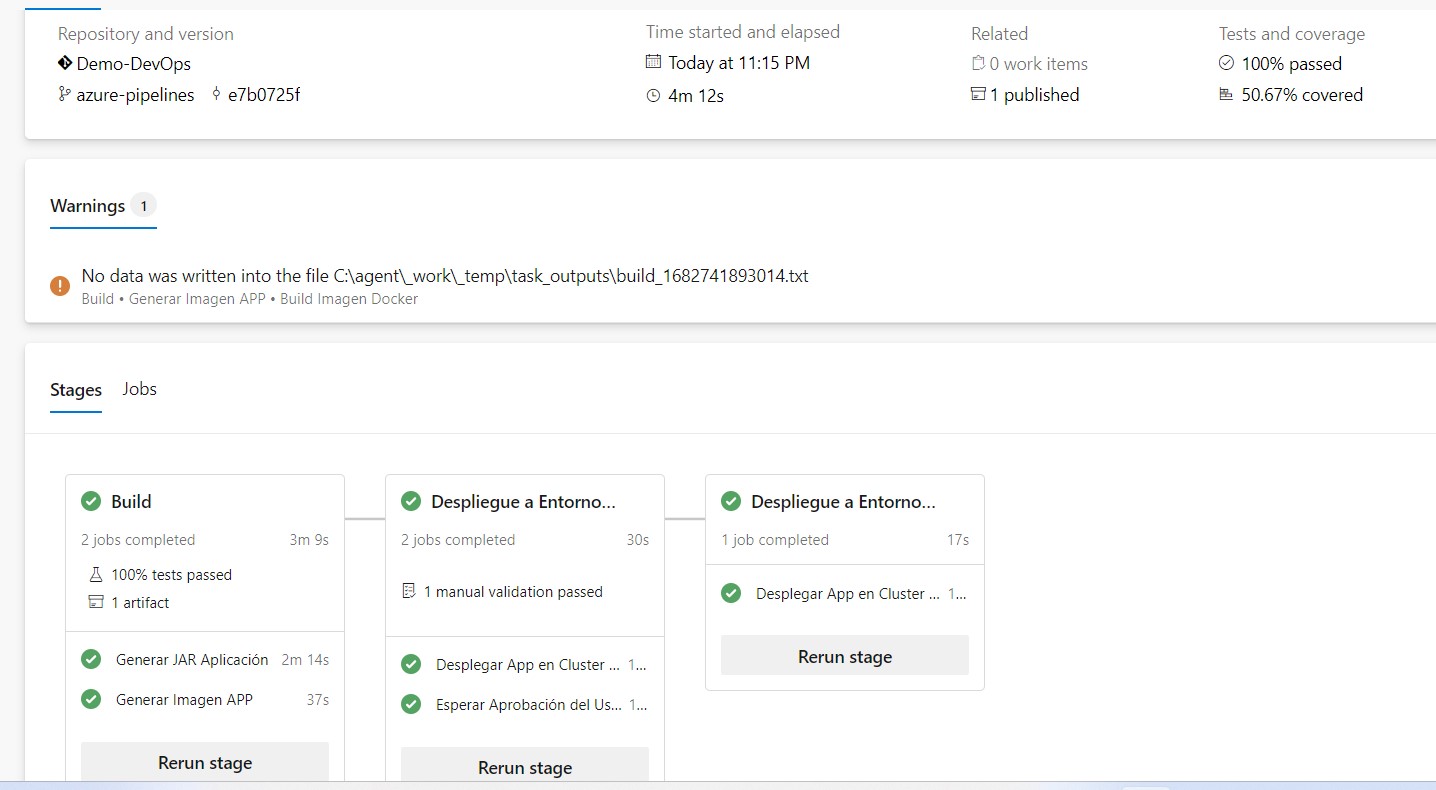 Repository and version
Demo-DevOps
azure-pipelines e7b0725f
Time started and elapsed
Today at 11:15 PM
4m 12s
Related
0 work items
1 published
Tests and coverage
100% passed
50.67% covered
Warnings 1
No data was written into the file C:\agent\_work\_temp\task_outputs\build_1682741893014.txt
Build • Generar Imagen APP • Build Imagen Docker
Stages Jobs
Build
2 jobs completed 3m 9s
100% tests passed
1 artifact
Generar JAR Aplicación 2m 14s
Generar Imagen APP 37s
Rerun stage
Despliegue a Entorno...
2 jobs completed 30s
1 manual validation passed
Desplegar App en Cluster ... 1...
Esperar Aprobación del Us... 1...
Rerun stage
Despliegue a Entorno...
1 job completed 17s
Desplegar App en Cluster ... 1...
Rerun stage